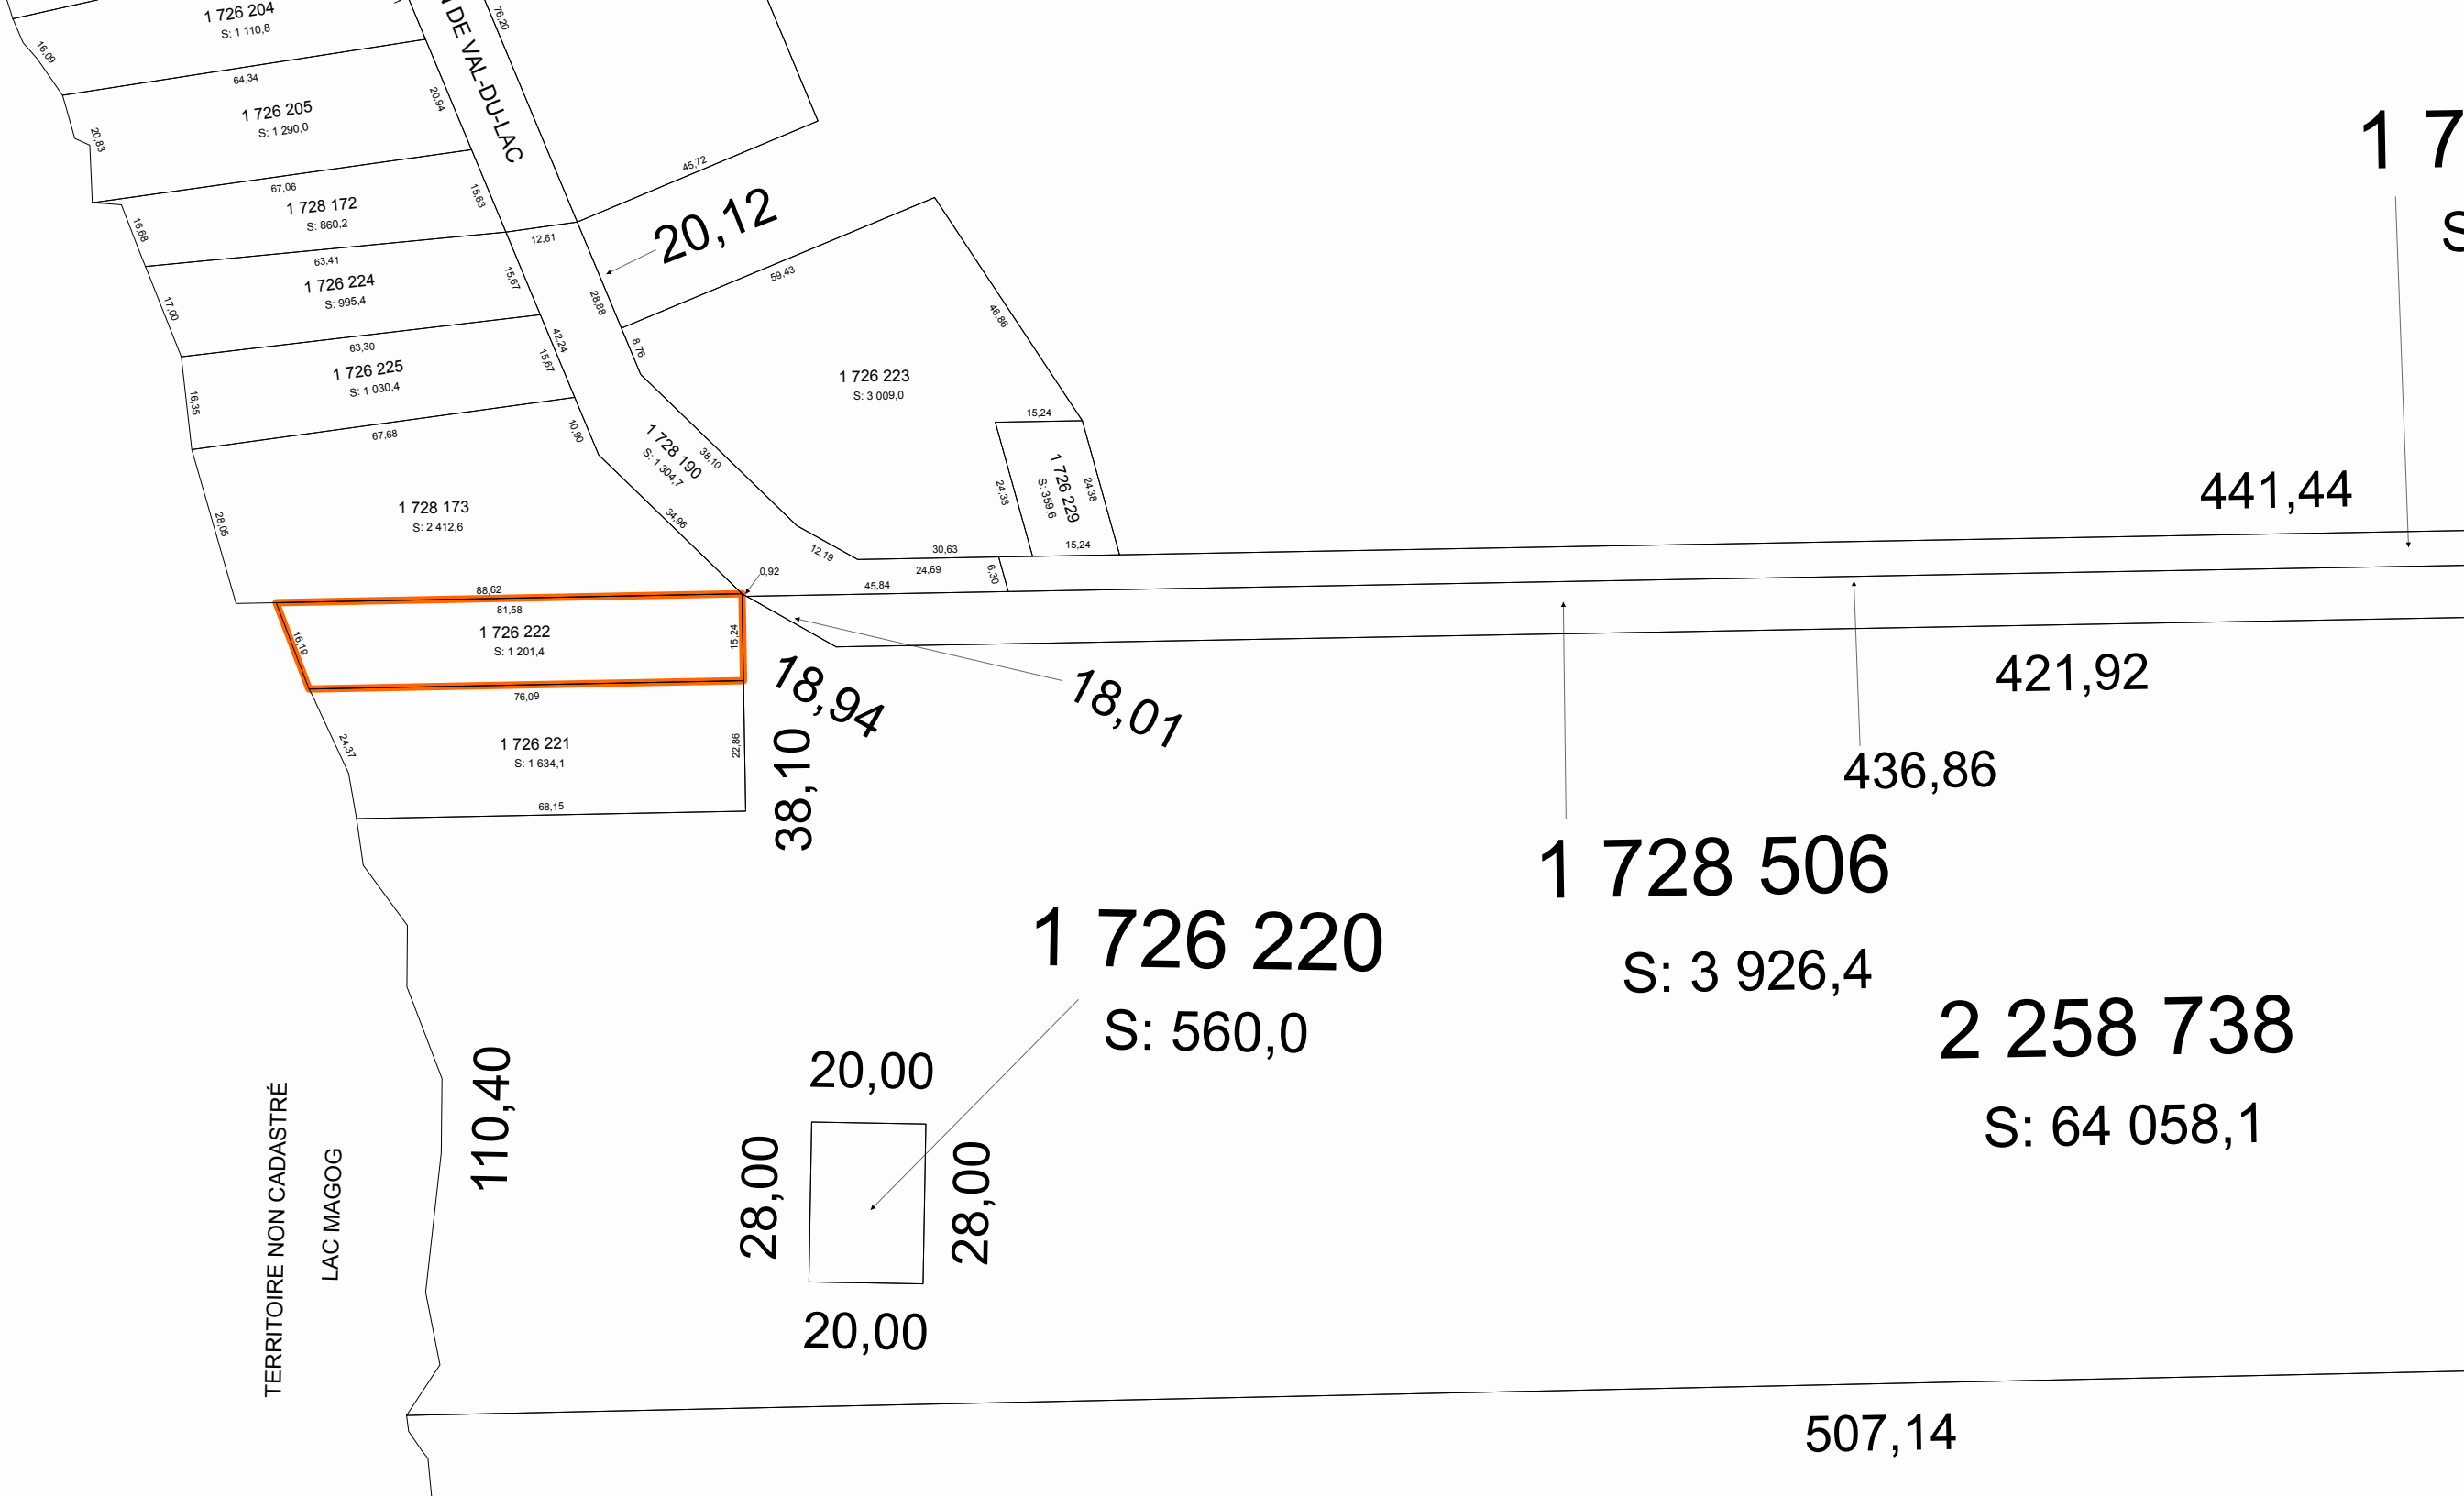 1 726 204
S: 1 110,8
16,09
64,34
76,20
DE VAL-DU-LAC
1 726 205
S: 1 290,0
20,94
20,83
67,06
45,72
1 728 172
S: 860,2
15,63
16,68
12,61
20,12
63,41
1 726 224
S: 995,4
15,67
17,00
28,88
59,43
46,86
63,30
42,24
15,67
8,76
1 726 225
S: 1 030,4
16,35
67,68
10,90
1 726 223
S: 3 009,0
15,24
1 728 190
S: 1 304,7
38,10
24,38
1 726 229
S: 359,6
24,38
15,24
1 728 173
S: 2 412,6
28,05
34,96
12,19
30,63
24,69
6,30
0,92
45,84
441,44
1 7
S
88,62
81,58
1 726 222
S: 1 201,4
16,19
15,24
76,09
18,94
18,01
421,92
436,86
1 726 221
S: 1 634,1
24,37
22,86
38,10
68,15
1 728 506
S: 3 926,4
1 726 220
S: 560,0
2 258 738
S: 64 058,1
110,40
20,00
28,00
28,00
20,00
TERRITOIRE NON CADASTRÉ
LAC MAGOG
507,14